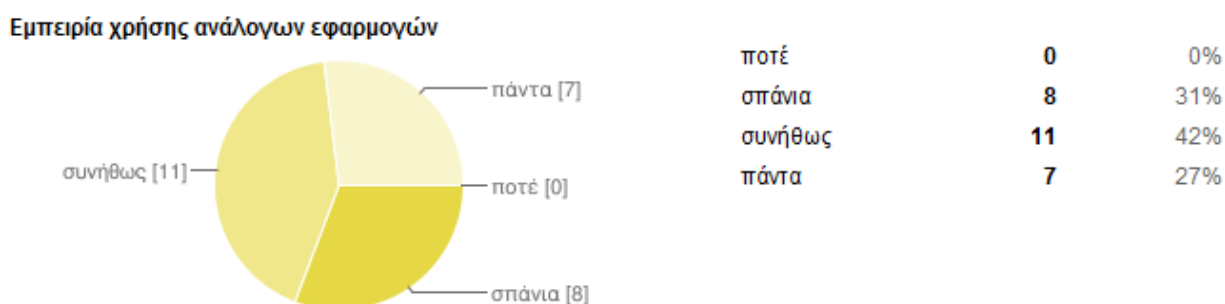 Εμπειρία χρήσης ανάλογων εφαρμογών
πάντα [7]
συνήθως [11]
ποτέ [0]
σπάνια [8]
ποτέ 0 0%
σπάνια 8 31%
συνήθως 11 42%
πάντα 7 27%